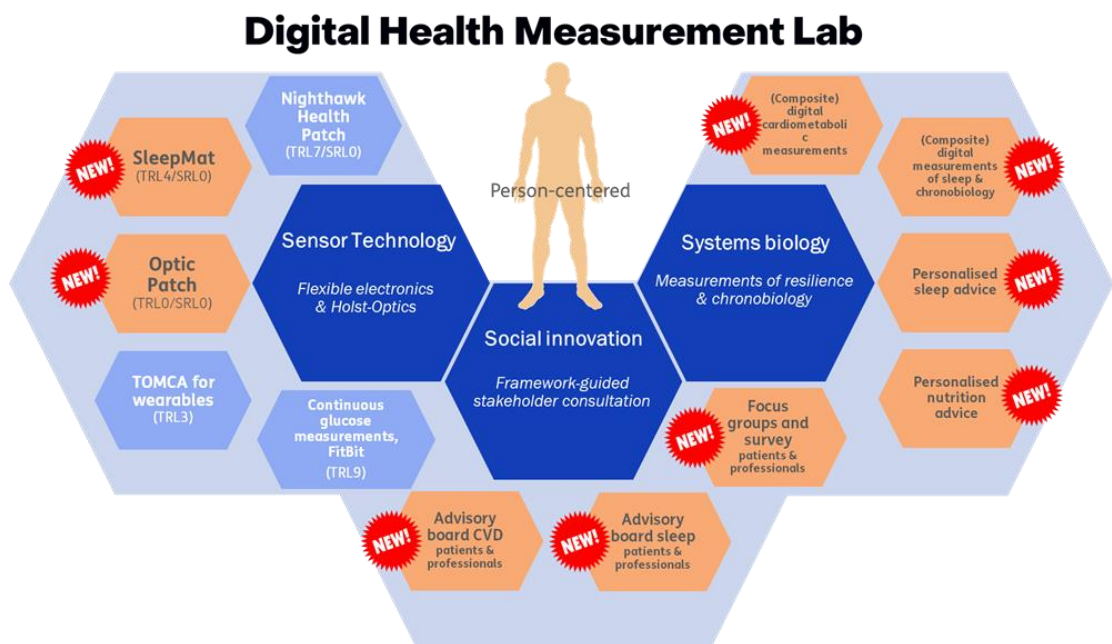 Digital Health Measurement Lab
Nighthawk
Health
Patch
(TRL7/SRL0)
NEW!
SleepMat
(TRL4/SRL0)
NEW!
Optic
Patch
(TRL0/SRL0)
TOMCA for
wearables
(TRL3)
Continuous
glucose
measurements,
FitBit
(TRL9)
Sensor Technology
Flexible electronics
& Holst-Optics
Person-centered
Social innovation
Framework-guided
stakeholder consultation
Systems biology
Measurements of resilience
& chronobiology
NEW!
(Composite)
digital
cardiometaboli
c
measurements
(Composite)
digital
measurements
of sleep &
chronobiology
NEW!
Personalised
sleep advice
NEW!
Personalised
nutrition
advice
NEW!
NEW!
Focus
groups and
survey
patients &
professionals
NEW!
Advisory
board CVD
patients &
professionals
NEW!
Advisory
board sleep
patients &
professionals